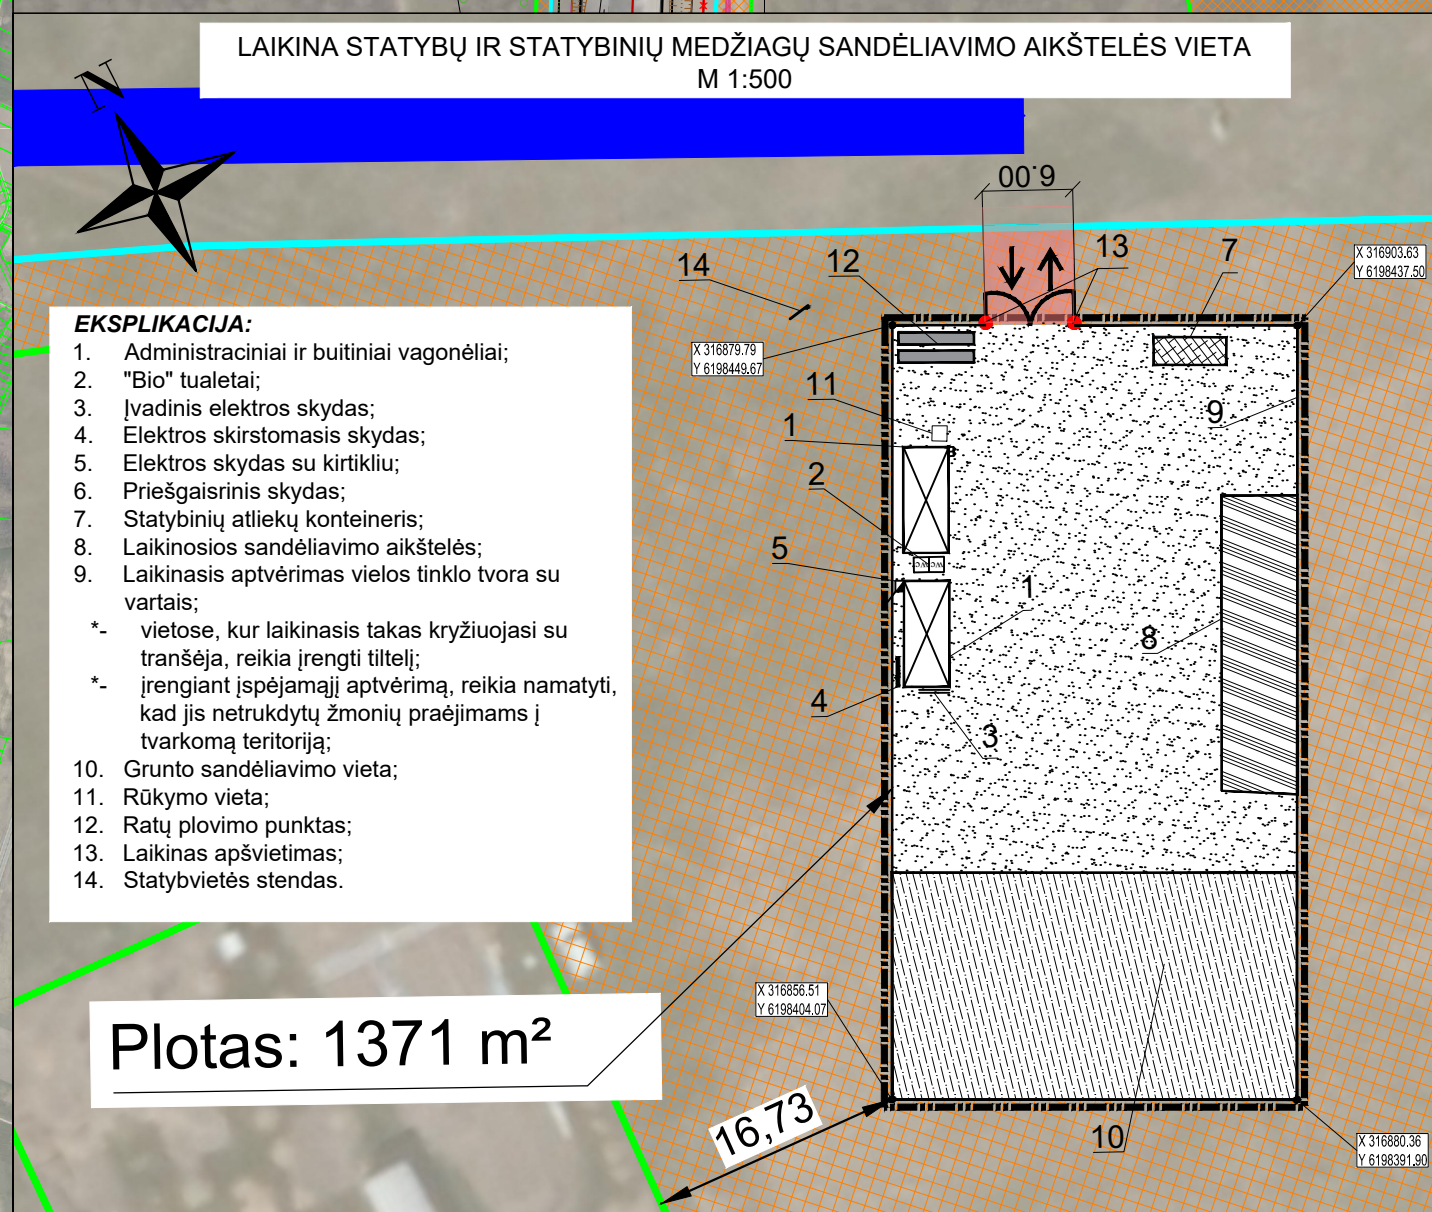 LAIKINA STATYBŲ IR STATYBINIŲ MEDŽIAGŲ SANDĖLIAVIMO AIKŠTELĖS VIETA
M 1:500
N
6.00
14
12
13
7
X 316903.63
Y 6198437.50
EKSPLIKACIJA:
1. Administraciniai ir buitiniai vagonėliai;
2. "Bio" tualetai;
3. Įvadinis elektros skydas;
4. Elektros skirstomasis skydas;
5. Elektros skydas su kirtikliu;
6. Priešgaisrinis skydas;
7. Statybinių atliekų konteineris;
8. Laikinosios sandėliavimo aikštelės;
9. Laikinasis aptvėrimas vielos tinklo tvora su
vartais;
*- vietose, kur laikinasis takas kryžiuojasi su
tranšėja, reikia įrengti tiltelį;
*- įrengiant įspėjamąjį aptvėrimą, reikia namatyti,
kad jis netrukdytų žmonių praėjimams į
tvarkomą teritoriją;
10. Grunto sandėliavimo vieta;
11. Rūkymo vieta;
12. Ratų plovimo punktas;
13. Laikinas apšvietimas;
14. Statybvietės stendas.
X 316879.79
Y 6198449.67
11
9
1
2
5
1
8
4
3
X 316856.51
Y 6198404.07
Plotas: 1371 m²
16,73
10
X 316880.36
Y 6198391.90